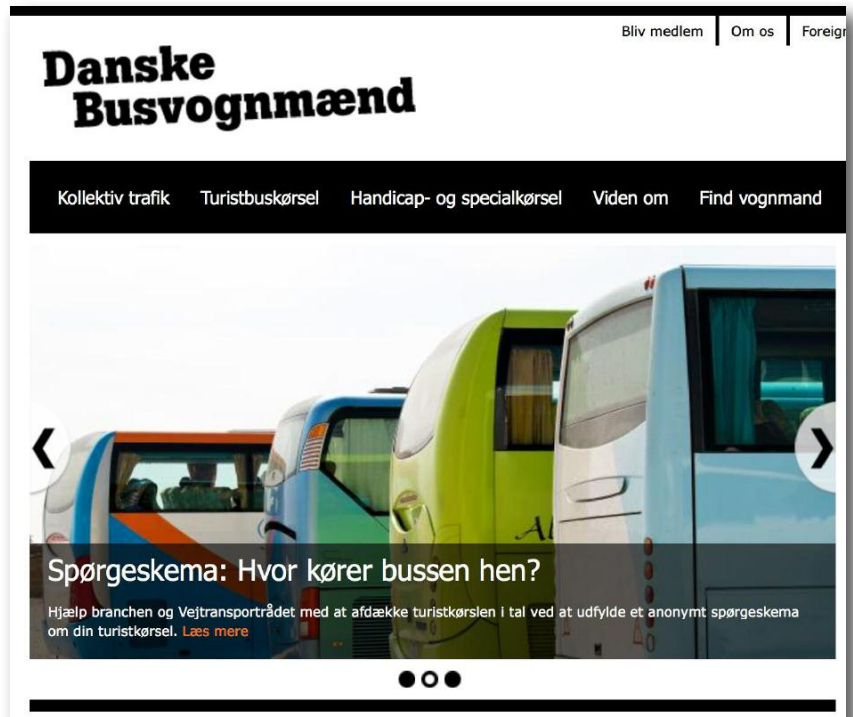 Bliv medlem Om os Foreign
Danske
Busvognmænd
Kollektiv trafik Turistbuskørsel Handicap- og specialkørsel Viden om Find vognmand
Al
Spørgeskema: Hvor kører bussen hen?
Hjælp branchen og Vejtransportrådet med at afdække turistkørslen i tal ved at udfylde et anonymt spørgeskema
om din turistkørsel. Læs mere